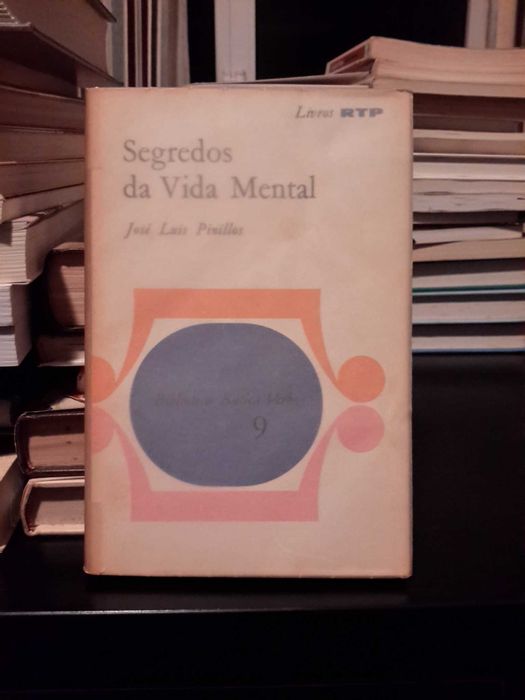 Livros RTP
Segredos
da Vida Mental
José Luis Pinillos
Biblioteca Básica Verbo
9